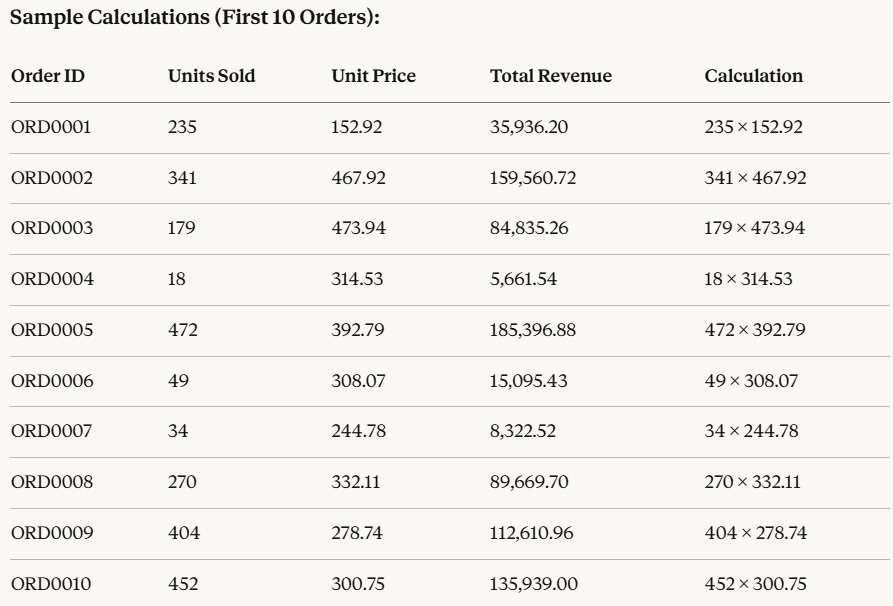 Sample Calculations (First 10 Orders):
Order ID Units Sold Unit Price Total Revenue Calculation
ORD0001 235 152.92 35,936.20 235 × 152.92
ORD0002 341 467.92 159,560.72 341 × 467.92
ORD0003 179 473.94 84,835.26 179 × 473.94
ORD0004 18 314.53 5,661.54 18 × 314.53
ORD0005 472 392.79 185,396.88 472 × 392.79
ORD0006 49 308.07 15,095.43 49 × 308.07
ORD0007 34 244.78 8,322.52 34 × 244.78
ORD0008 270 332.11 89,669.70 270 × 332.11
ORD0009 404 278.74 112,610.96 404 × 278.74
ORD0010 452 300.75 135,939.00 452 × 300.75